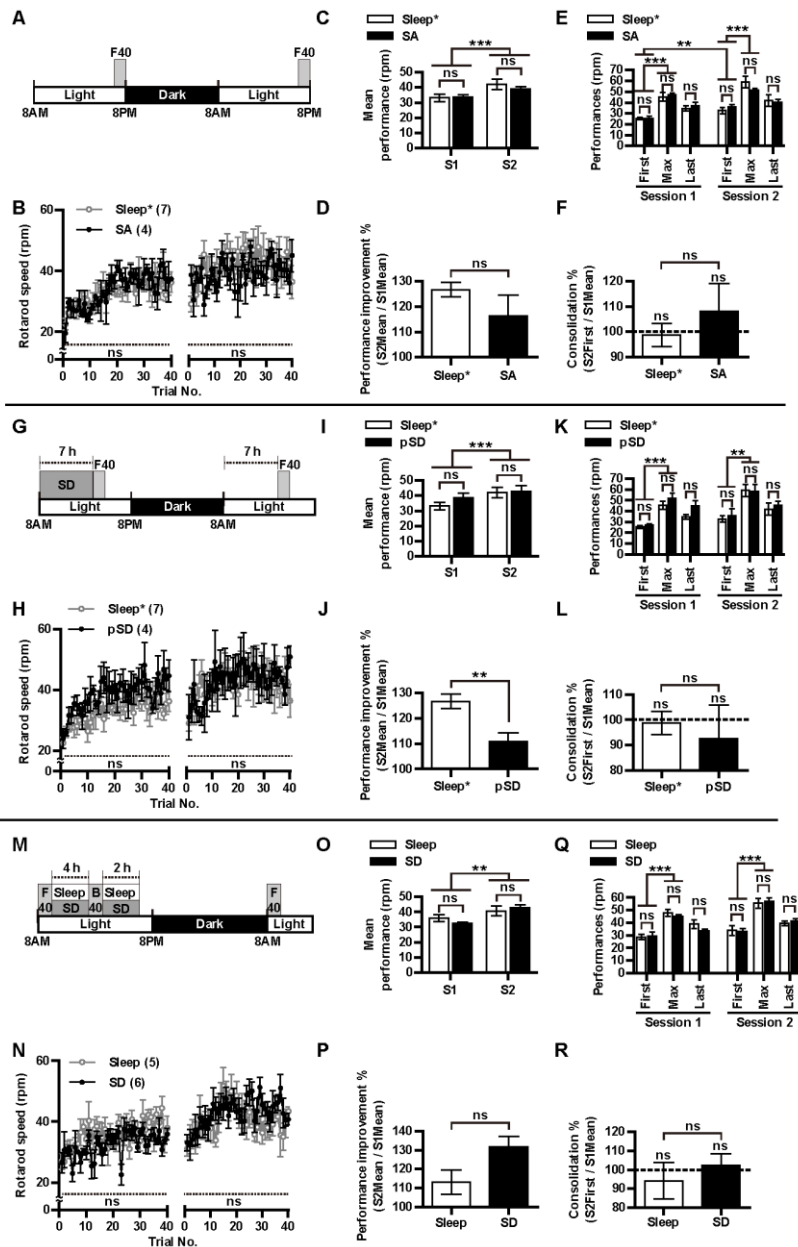 A
F40
F40
Light
Dark
Light
8AM
8PM
8AM
8PM
B
Sleep* (7)
SA (4)
Rotarod speed (rpm)
60
40
20
0
ns
ns
0 10 20 30 40
0 10 20 30 40
Trial No.
C
Sleep*
SA
***
ns
ns
Mean
performance (rpm)
50
40
30
20
10
0
S1
S2
D
Performance improvement %
(S2Mean / S1Mean)
ns
130
120
110
100
Sleep*
SA
E
Sleep*
SA
***
**
***
ns
ns
ns
ns
ns
ns
Performances (rpm)
70
60
50
40
30
20
10
0
First
Max
Last
First
Max
Last
Session 1
Session 2
F
Consolidation %
(S2First / S1Mean)
ns
ns
ns
120
110
100
90
80
Sleep*
SA
G
7 h
7 h
F40
F40
SD
Light
Dark
Light
8AM
8PM
8AM
H
Sleep* (7)
pSD (4)
Rotarod speed (rpm)
60
40
20
0
ns
ns
0 10 20 30 40
0 10 20 30 40
Trial No.
I
Sleep*
pSD
***
ns
ns
Mean
performance (rpm)
50
40
30
20
10
0
S1
S2
J
Performance improvement %
(S2Mean / S1Mean)
**
130
120
110
100
Sleep*
pSD
K
Sleep*
pSD
***
**
ns
ns
ns
ns
ns
ns
Performances (rpm)
70
60
50
40
30
20
10
0
First
Max
Last
First
Max
Last
Session 1
Session 2
L
Consolidation %
(S2First / S1Mean)
ns
ns
ns
110
100
90
80
Sleep*
pSD
M
4 h
2 h
F
40
Sleep
SD
B
40
Sleep
SD
F
40
Light
Dark
Light
8AM
8PM
8AM
N
Sleep (5)
SD (6)
Rotarod speed (rpm)
60
40
20
0
ns
ns
0 10 20 30 40
0 10 20 30 40
Trial No.
O
Sleep
SD
**
ns
ns
Mean
performance (rpm)
50
40
30
20
10
0
S1
S2
P
Performance improvement %
(S2Mean / S1Mean)
ns
140
130
120
110
100
Sleep
SD
Q
Sleep
SD
***
***
ns
ns
ns
ns
ns
ns
Performances (rpm)
70
60
50
40
30
20
10
0
First
Max
Last
First
Max
Last
Session 1
Session 2
R
Consolidation %
(S2First / S1Mean)
ns
ns
ns
120
110
100
90
80
Sleep
SD